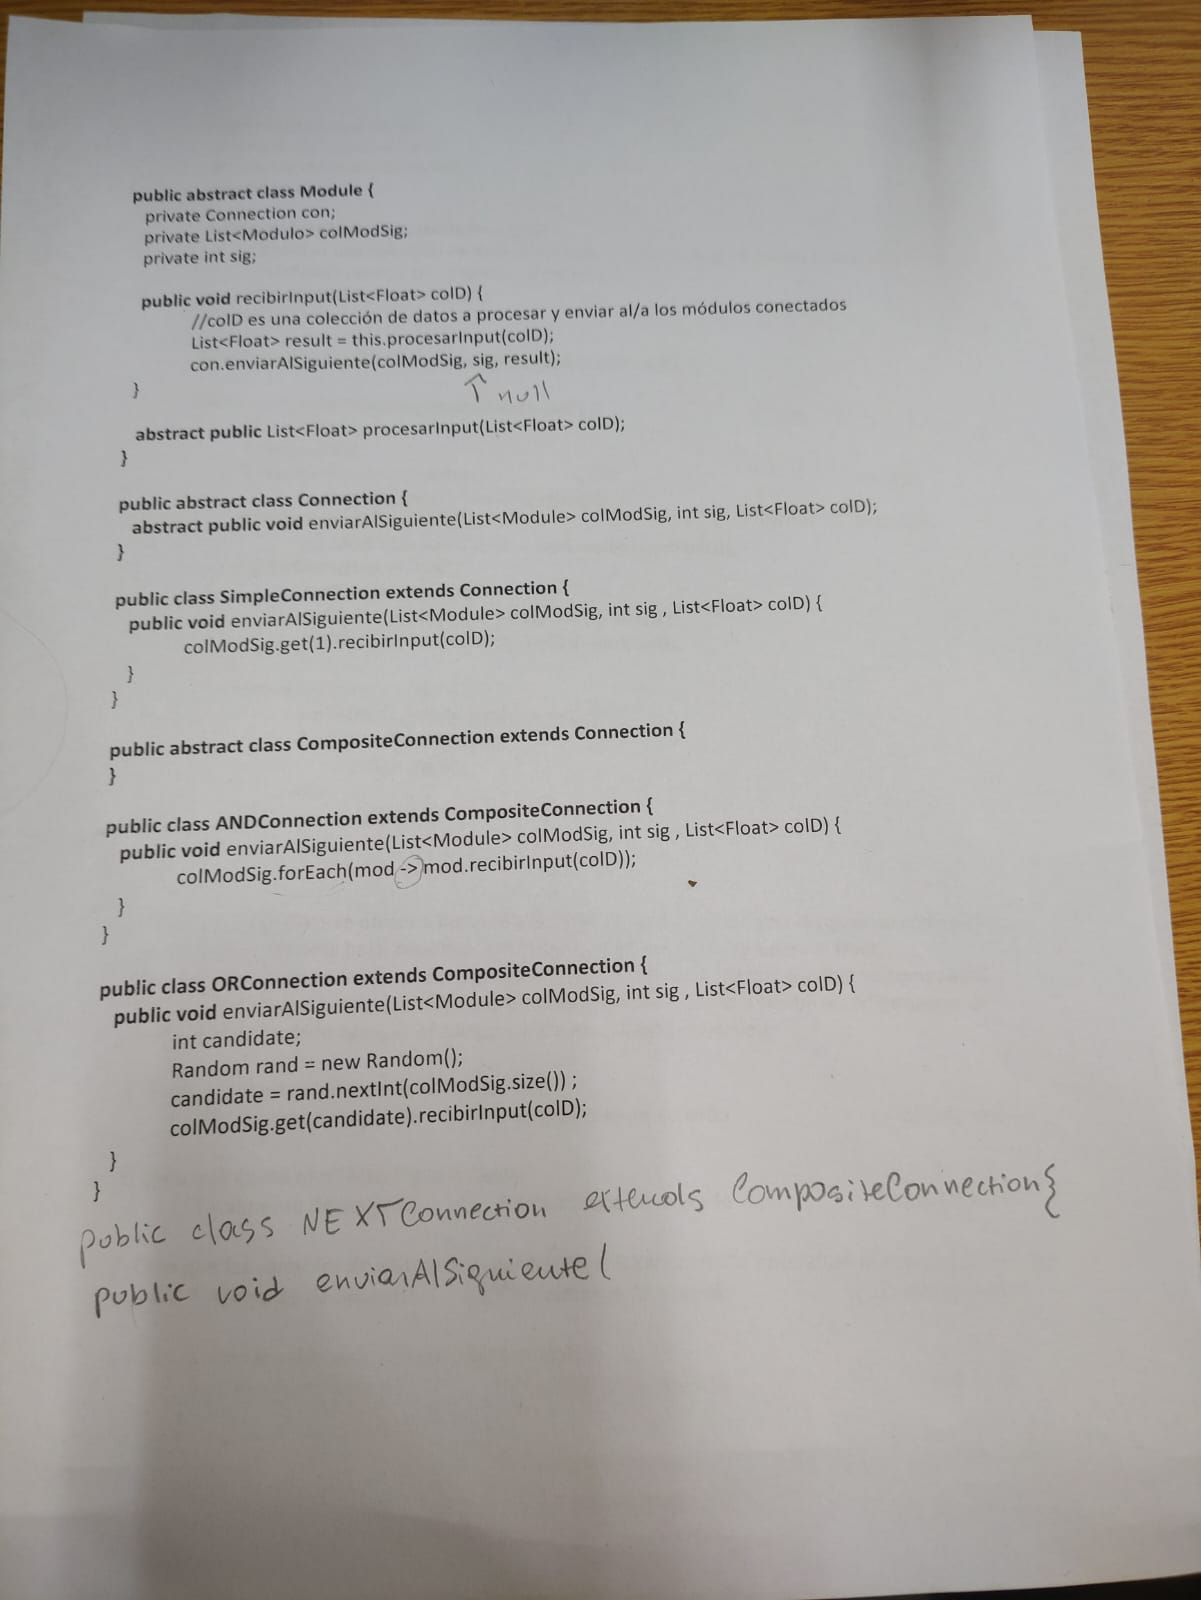 public abstract class Module {
private Connection con;
private List<Modulo> colModSig;
private int sig;
public void recibirInput(List<Float> colD) {
//colD es una colección de datos a procesar y enviar al/a los módulos conectados
List<Float> result = this.procesarInput(colD);
con.enviarAlSiguiente(colModSig, sig, result);
}
↑ null
abstract public List<Float> procesarInput(List<Float> colD);
}
public abstract class Connection {
abstract public void enviarAlSiguiente(List<Module> colModSig, int sig, List<Float> colD);
}
public class SimpleConnection extends Connection {
public void enviarAlSiguiente(List<Module> colModSig, int sig , List<Float> colD) {
colModSig.get(1).recibirInput(colD);
}
}
public abstract class CompositeConnection extends Connection {
}
public class ANDConnection extends CompositeConnection {
public void enviarAlSiguiente(List<Module> colModSig, int sig , List<Float> colD) {
colModSig.forEach(mod -> mod.recibirInput(colD));
}
}
public class ORConnection extends CompositeConnection {
public void enviarAlSiguiente(List<Module> colModSig, int sig , List<Float> colD) {
int candidate;
Random rand = new Random();
candidate = rand.nextInt(colModSig.size()) ;
colModSig.get(candidate).recibirInput(colD);
}
}
public class NEXTConnection extends CompositeConnection{
public void enviarAlSiguiente(